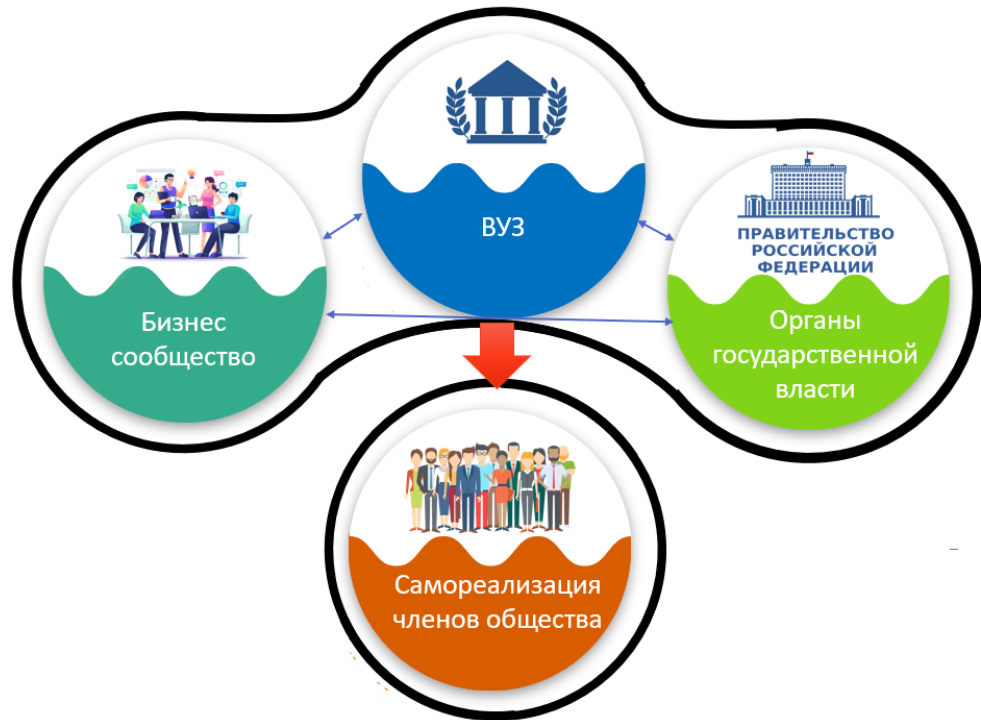 ВУЗ
ПРАВИТЕЛЬСТВО
РОССИЙСКОЙ
ФЕДЕРАЦИИ
Бизнес
сообщество
Органы
государственной
власти
Самореализация
членов общества